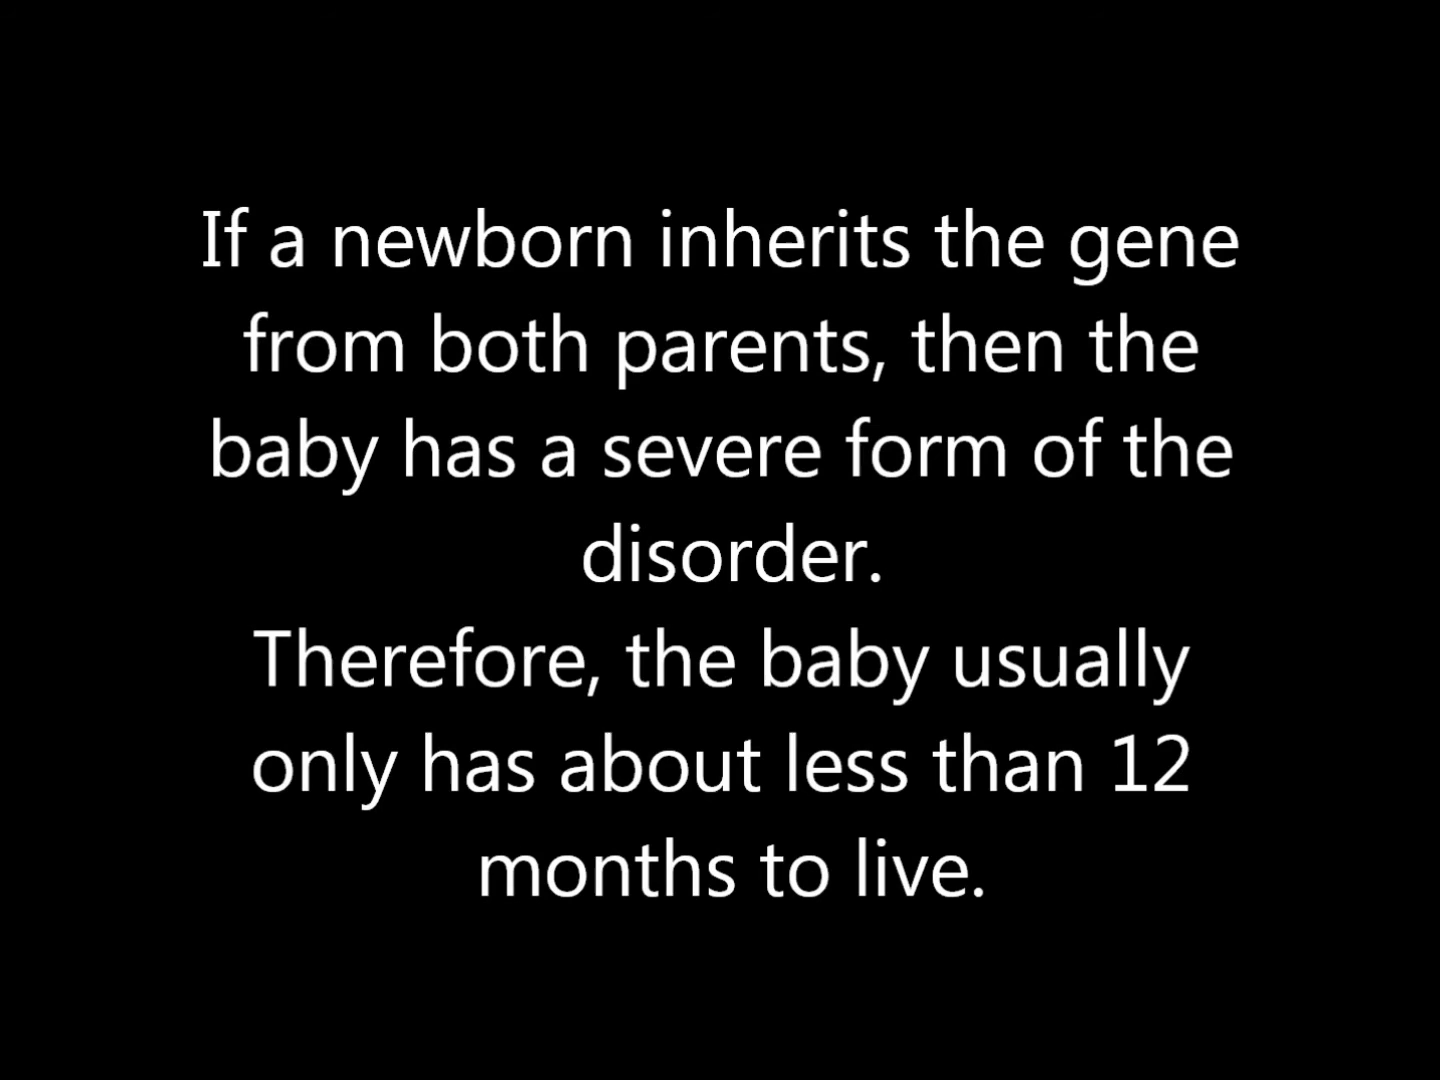 If a newborn inherits the gene
from both parents, then the
baby has a severe form of the
disorder.
Therefore, the baby usually
only has about less than 12
months to live.